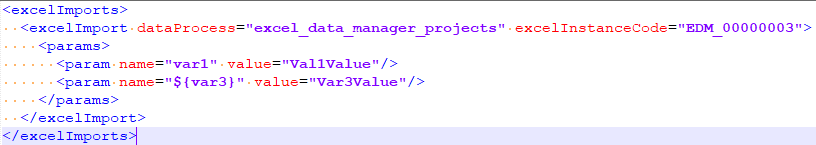 <excelImports>
  <excelImport dataProcess="excel_data_manager_projects" excelInstanceCode="EDM_00000003">
    <params>
      <param name="var1" value="Val1Value"/>
      <param name="${var3}" value="Var3Value"/>
    </params>
  </excelImport>
</excelImports>